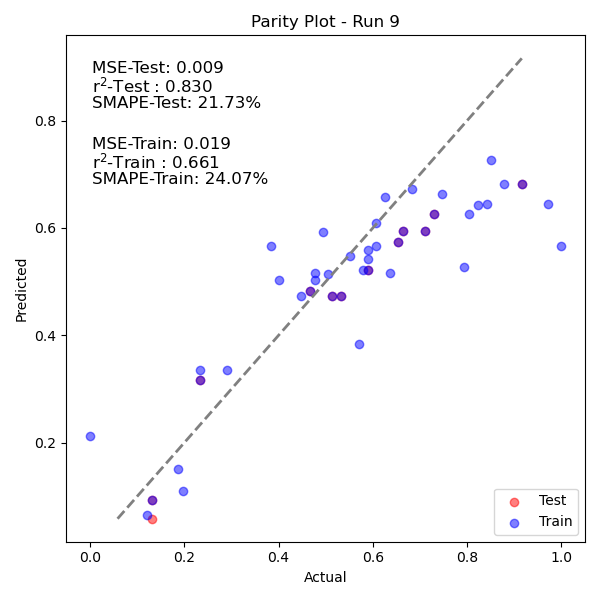 Parity Plot - Run 9
MSE-Test: 0.009
r²-Test : 0.830
SMAPE-Test: 21.73%
MSE-Train: 0.019
r²-Train : 0.661
SMAPE-Train: 24.07%
0.8
0.6
0.4
0.2
Predicted
Test
Train
0.0 0.2 0.4 0.6 0.8 1.0
Actual